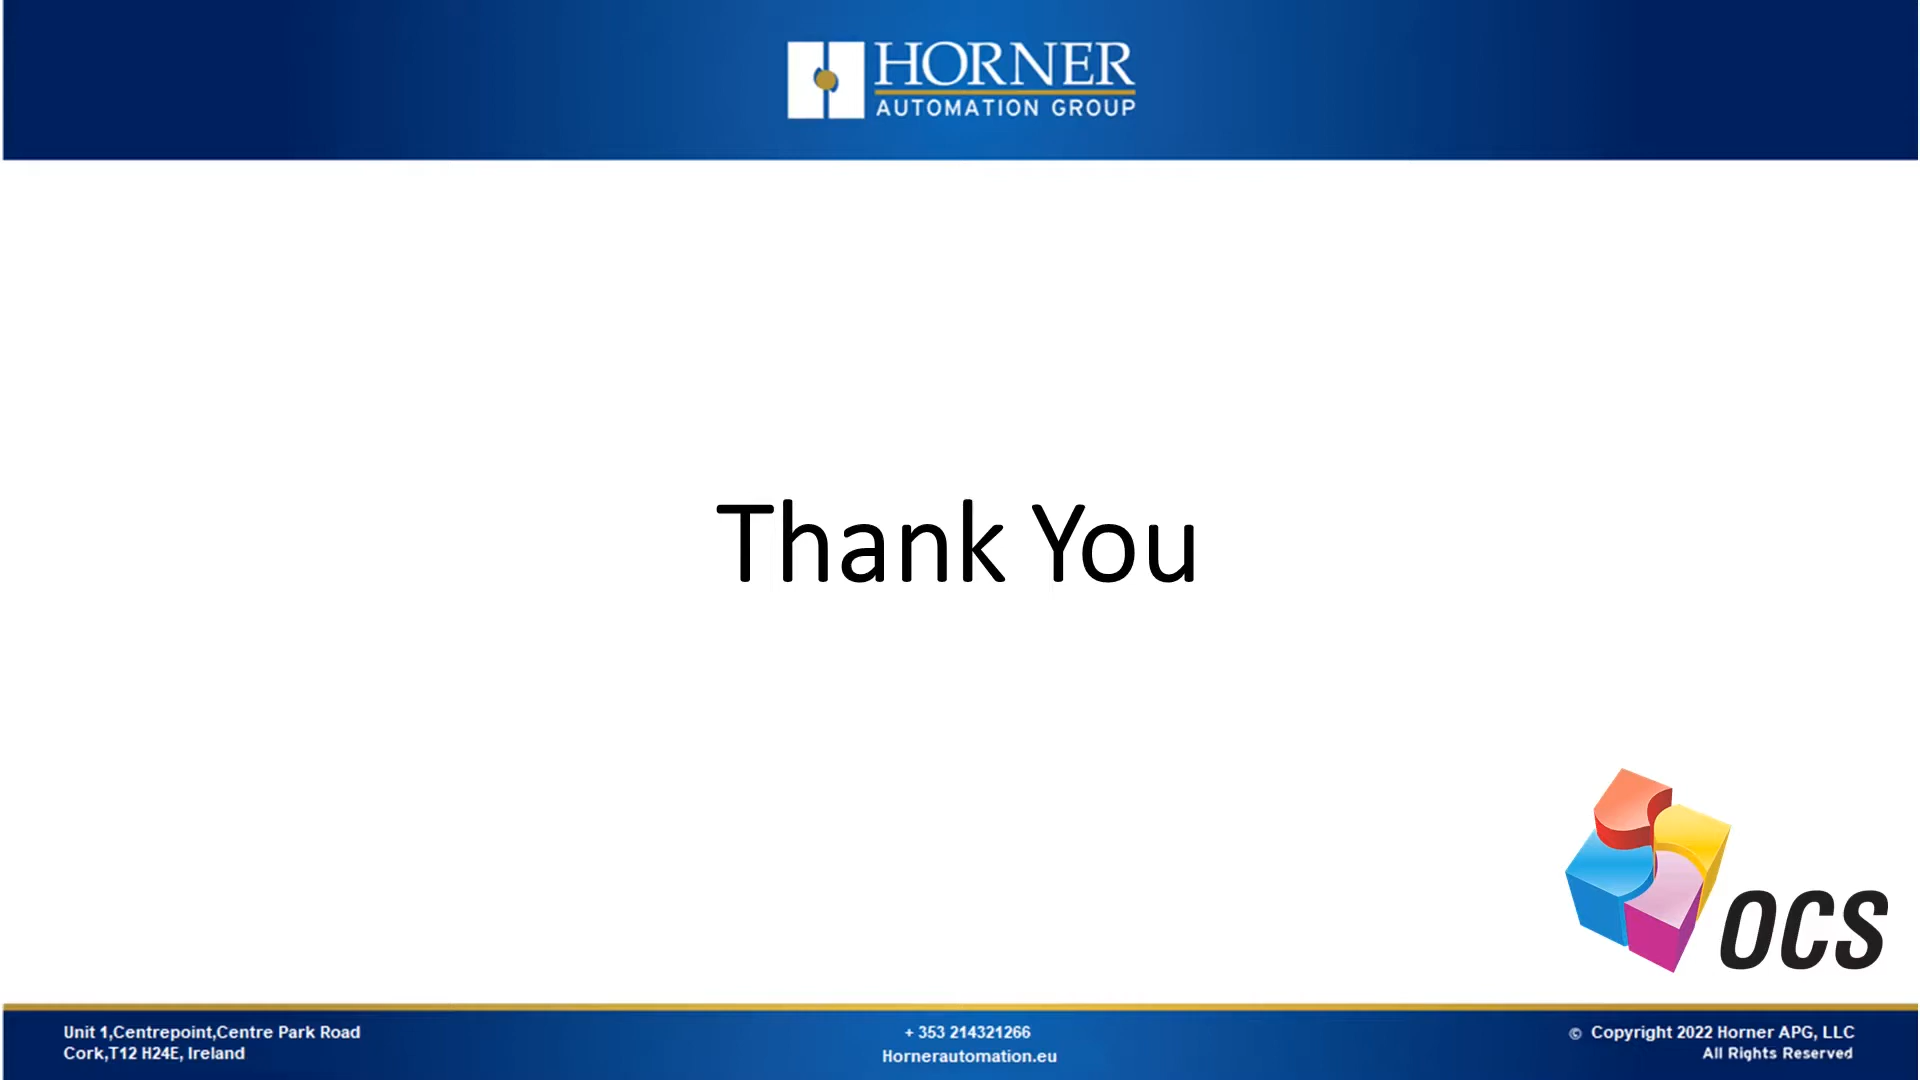 HORNER
AUTOMATION GROUP
Thank You
OCS
Unit 1,Centrepoint,Centre Park Road
Cork,T12 H24E, Ireland
+ 353 214321266
Hornerautomation.eu
© Copyright 2022 Horner APG, LLC
All Rights Reserved